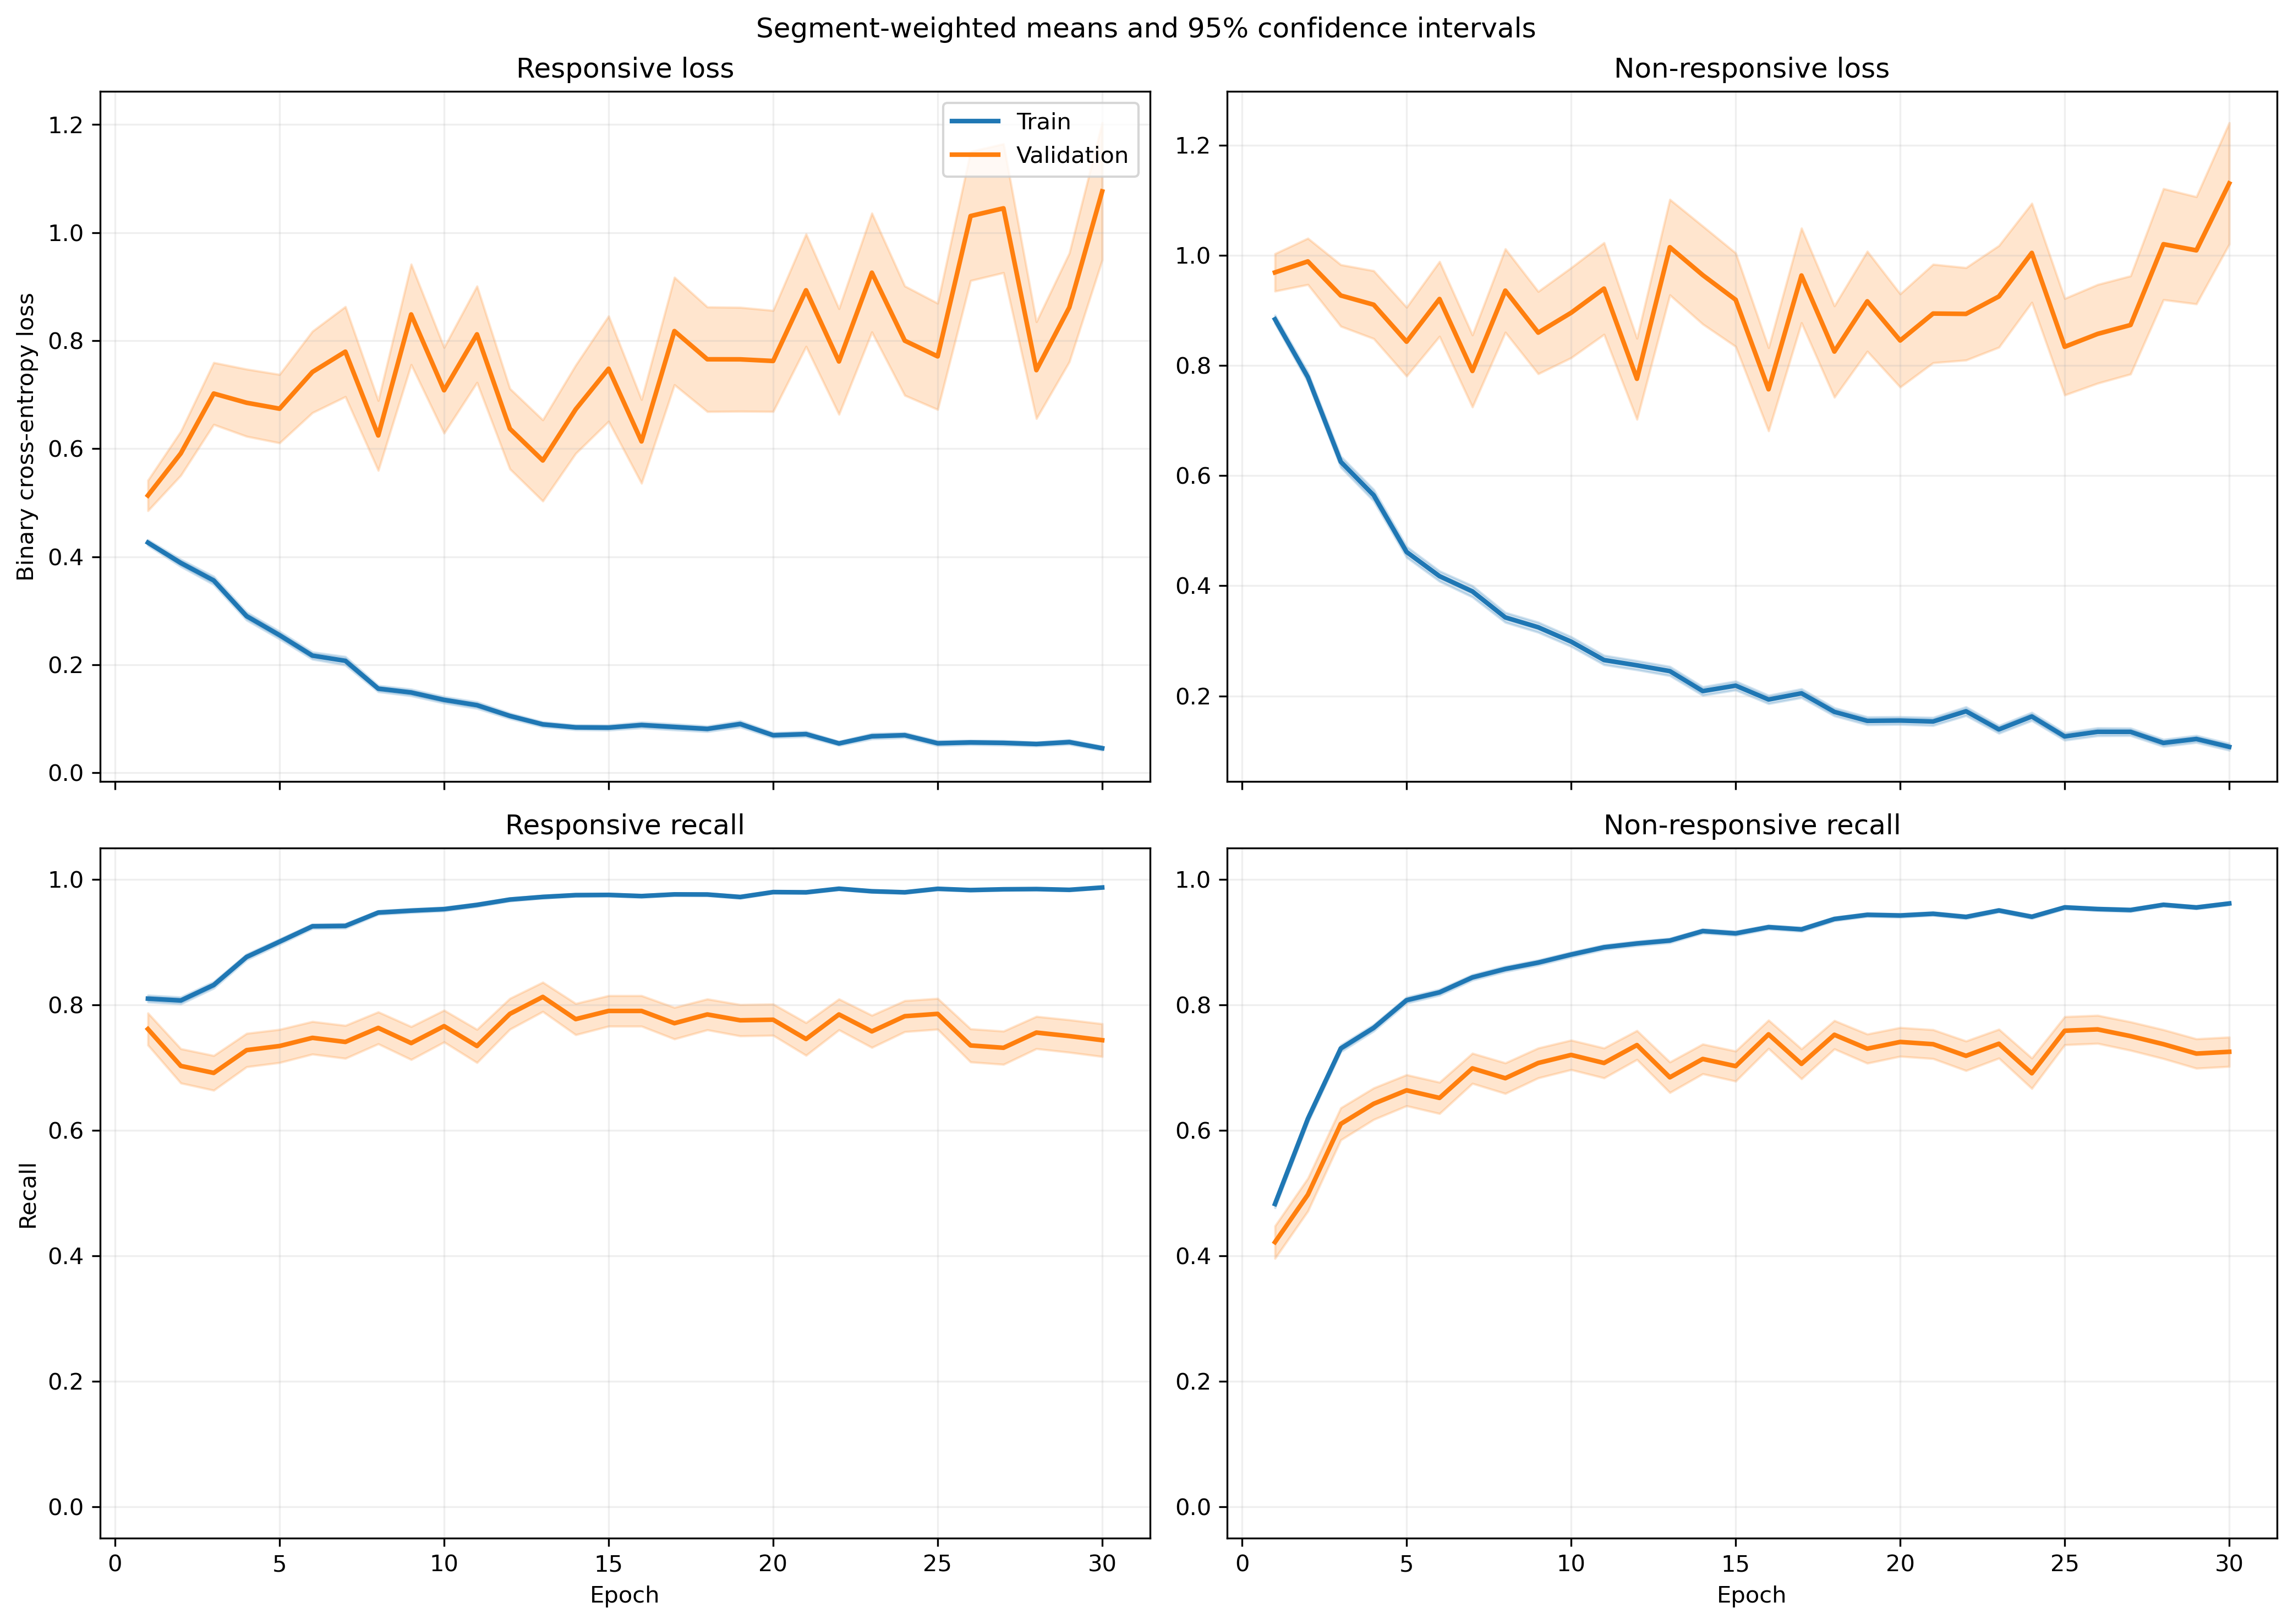 Segment-weighted means and 95% confidence intervals
Responsive loss
Non-responsive loss
Train
Validation
Binary cross-entropy loss
1.2
1.0
0.8
0.6
0.4
0.2
0.0
1.2
1.0
0.8
0.6
0.4
0.2
Responsive recall
Non-responsive recall
Recall
1.0
0.8
0.6
0.4
0.2
0.0
1.0
0.8
0.6
0.4
0.2
0.0
0 5 10 15 20 25 30
0 5 10 15 20 25 30
Epoch
Epoch